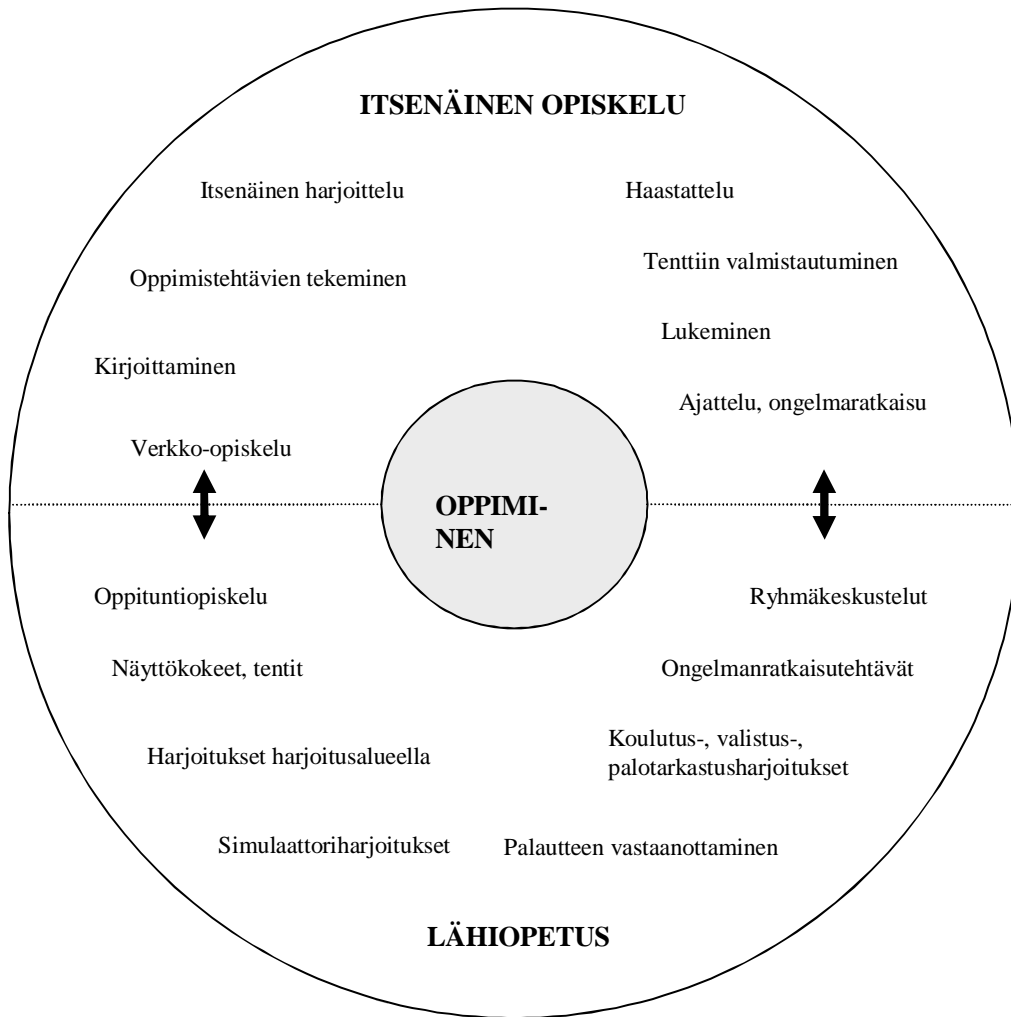 ITSENÄINEN OPISKELU
Itsenäinen harjoittelu
Haastattelu
Oppimistehtävien tekeminen
Tenttiin valmistautuminen
Lukeminen
Kirjoittaminen
Ajattelu, ongelmaratkaisu
Verkko-opiskelu
OPPIMI-
NEN
Oppituntiopiskelu
Ryhmäkeskustelut
Näyttökokeet, tentit
Ongelmanratkaisutehtävät
Harjoitukset harjoitusalueella
Koulutus-, valistus-,
palotarkastusharjoitukset
Simulaattoriharjoitukset
Palautteen vastaanottaminen
LÄHIOPETUS